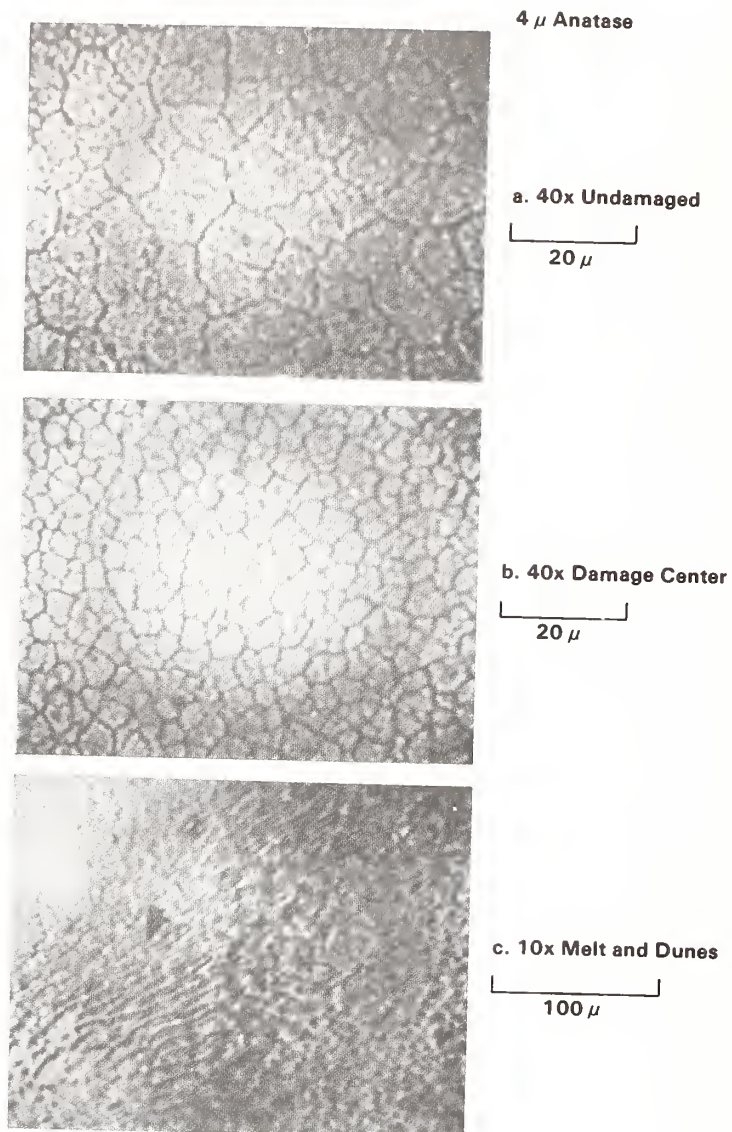 4 μ Anatase
a. 40x Undamaged
20 μ
b. 40x Damage Center
20 μ
c. 10x Melt and Dunes
100 μ